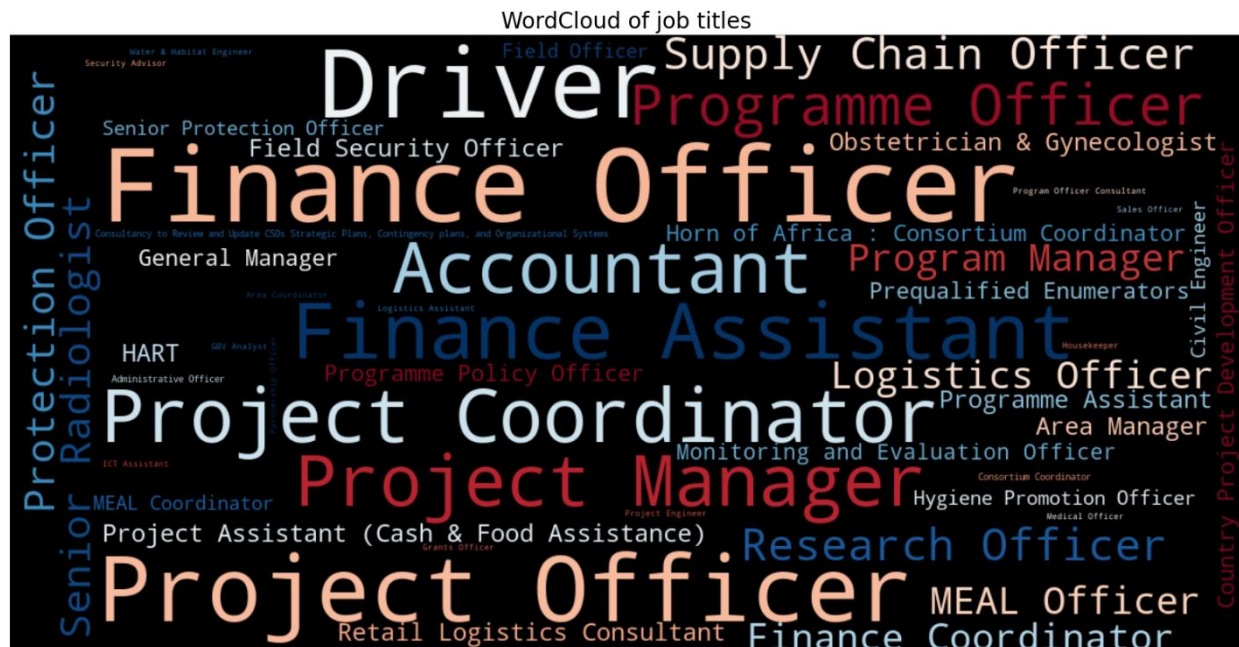 WordCloud of job titles
Water & Habitat Engineer
Security Advisor
Driver
Field Officer
Supply Chain Officer
Programme Officer
Senior Protection Officer
Field Security Officer
Obstetrician & Gynecologist
Finance Officer
Program Officer Consultant
Sales Officer
Protection Officer
Senior Radiologist
Consultancy to Review and Update CSOs Strategic Plans, Contingency plans, and Organizational Systems
Horn of Africa : Consortium Coordinator
General Manager
Accountant
Program Manager
Civil Engineer
Country Project Development Officer
Prequalified Enumerators
Area Coordinator
Logistics Assistant
Finance Assistant
HART
GBV Analyst
Housekeeper
Partnership Officer
Administrative Officer
Programme Policy Officer
Logistics Officer
Project Coordinator
Programme Assistant
Area Manager
Monitoring and Evaluation Officer
ICT Assistant
Project Manager
Consortium Coordinator
MEAL Coordinator
Hygiene Promotion Officer
Project Engineer
Medical Officer
Project Assistant (Cash & Food Assistance)
Grants Officer
Research Officer
Project Officer
MEAL Officer
Retail Logistics Consultant
Finance Coordinator